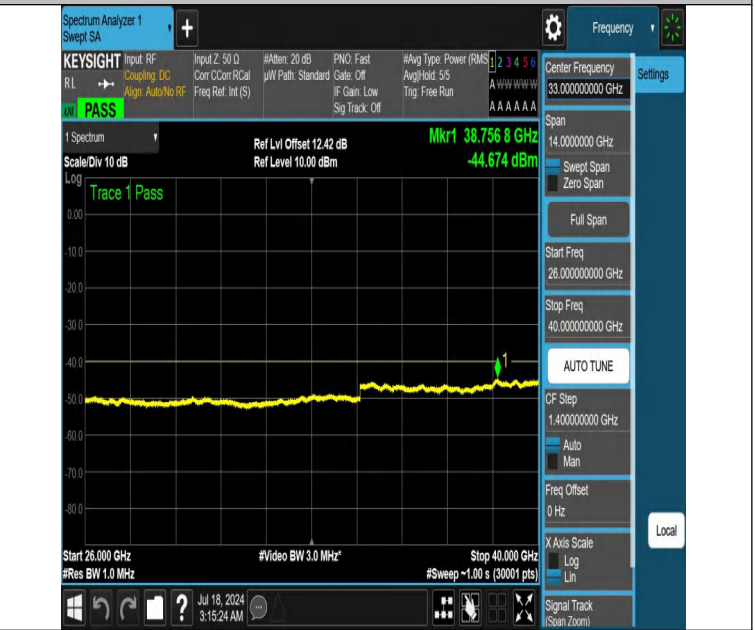 Spectrum Analyzer 1
Swept SA
Frequency
KEYSIGHT
RL
PASS
Input: RF
Coupling: DC
Align: Auto/No RF
Input Z: 50 Ω
Corr CCorr RCal
Freq Ref: Int (S)
#Atten: 20 dB
µW Path: Standard
PNO: Fast
Gate: Off
IF Gain: Low
Sig Track: Off
#Avg Type: Power (RMS
Avg|Hold: 5/5
Trig: Free Run
1 2 3 4 5 6
A W W W W W
A A A A A A
1 Spectrum
Scale/Div 10 dB
Ref Lvl Offset 12.42 dB
Ref Level 10.00 dBm
Mkr1 38.756 8 GHz
-44.674 dBm
Log
Trace 1 Pass
0.00
-10.0
-20.0
-30.0
-40.0
-50.0
-60.0
-70.0
-80.0
1
Start 26.000 GHz
#Res BW 1.0 MHz
#Video BW 3.0 MHz*
Stop 40.000 GHz
#Sweep ~1.00 s (30001 pts)
Jul 18, 2024
3:15:24 AM
Center Frequency
33.000000000 GHz
Settings
Span
14.0000000 GHz
Swept Span
Zero Span
Full Span
Start Freq
26.000000000 GHz
Stop Freq
40.000000000 GHz
AUTO TUNE
CF Step
1.400000000 GHz
Auto
Man
Freq Offset
0 Hz
X Axis Scale
Log
Lin
Local
Signal Track
(Span Zoom)